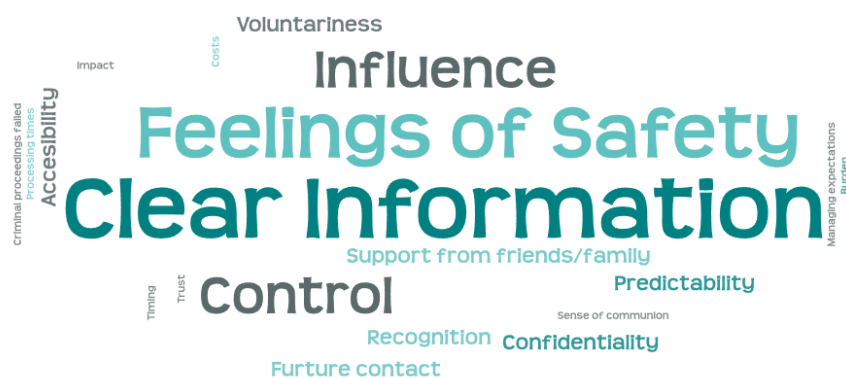 Voluntariness
Costs
Influence
Impact
Accesibility
Criminal proceedings failed
Processing times
Feelings of Safety
Managing expectations
Burden
Clear Information
Support from friends/family
Predictability
Control
Trust
Timing
Sense of communion
Recognition
Confidentiality
Furture contact